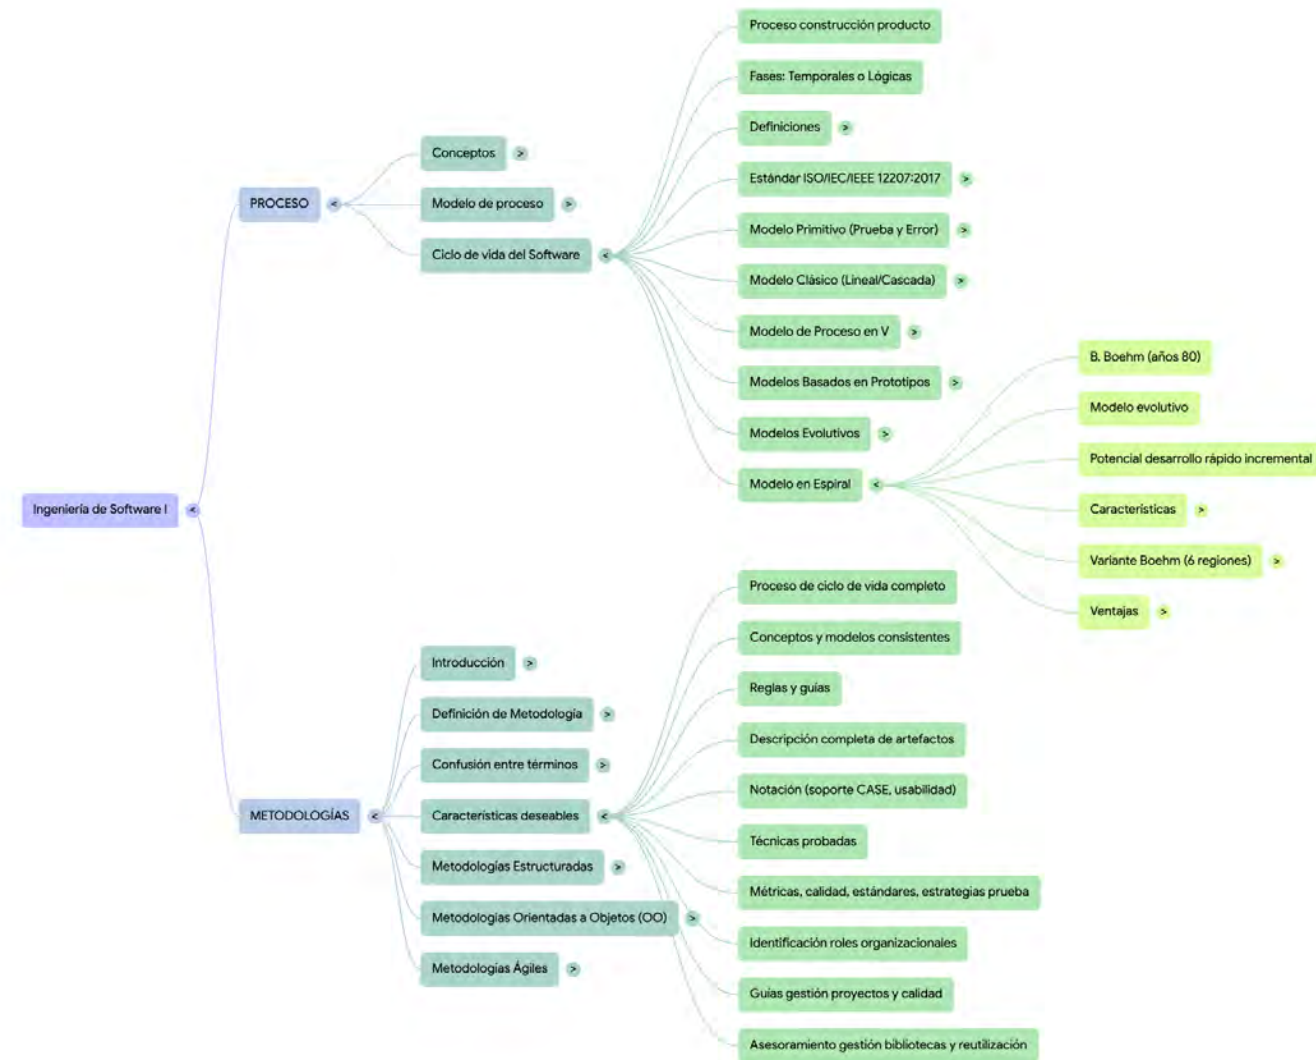 Ingeniería de Software I
<
PROCESO
<
Conceptos
>
Modelo de proceso
>
Ciclo de vida del Software
<
Proceso construcción producto
Fases: Temporales o Lógicas
Definiciones
>
Estándar ISO/IEC/IEEE 12207:2017
>
Modelo Primitivo (Prueba y Error)
>
Modelo Clásico (Lineal/Cascada)
>
Modelo de Proceso en V
>
Modelos Basados en Prototipos
>
Modelos Evolutivos
>
Modelo en Espiral
<
B. Boehm (años 80)
Modelo evolutivo
Potencial desarrollo rápido incremental
Características
>
Variante Boehm (6 regiones)
>
Ventajas
>
METODOLOGÍAS
<
Introducción
>
Definición de Metodología
>
Confusión entre términos
>
Características deseables
<
Proceso de ciclo de vida completo
Conceptos y modelos consistentes
Reglas y guías
Descripción completa de artefactos
Notación (soporte CASE, usabilidad)
Técnicas probadas
Métricas, calidad, estándares, estrategias prueba
Identificación roles organizacionales
Guías gestión proyectos y calidad
Asesoramiento gestión bibliotecas y reutilización
Metodologías Estructuradas
>
Metodologías Orientadas a Objetos (OO)
>
Metodologías Ágiles
>